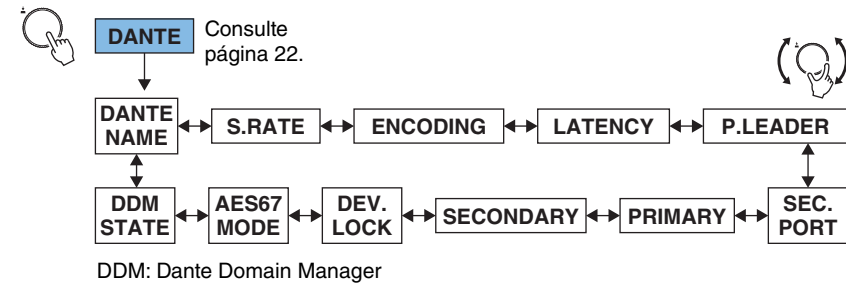 DANTE
Consulte
página 22.
DANTE
NAME
S.RATE
ENCODING
LATENCY
P.LEADER
DDM
STATE
AES67
MODE
DEV.
LOCK
SECONDARY
PRIMARY
SEC.
PORT
DDM: Dante Domain Manager